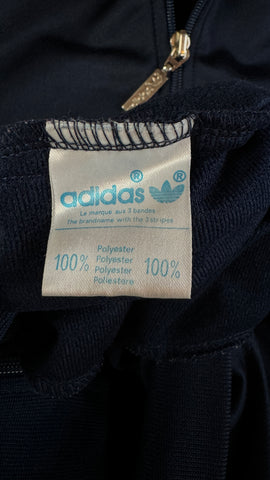 adidas®®
La marque aux 3 bandes
The brandname with the 3 stripes
Polyester
100% Polyester 100%
Polyester
Poliestere